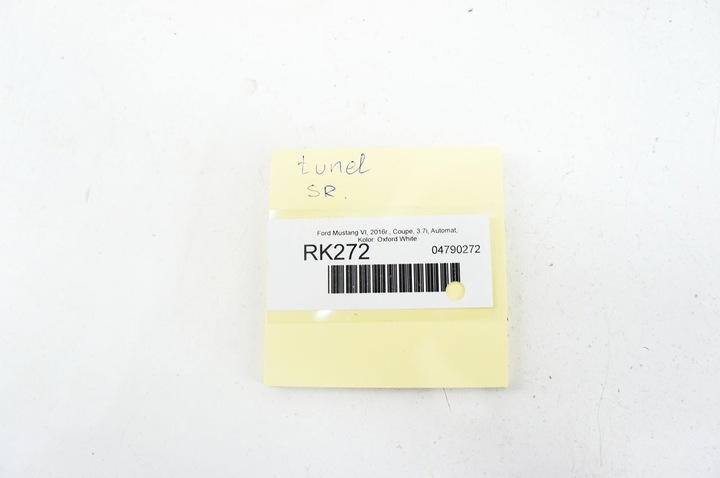 tunel
SR.
Ford Mustang VI, 2016r., Coupe, 3.7i, Automat,
Kolor: Oxford White
RK272 04790272